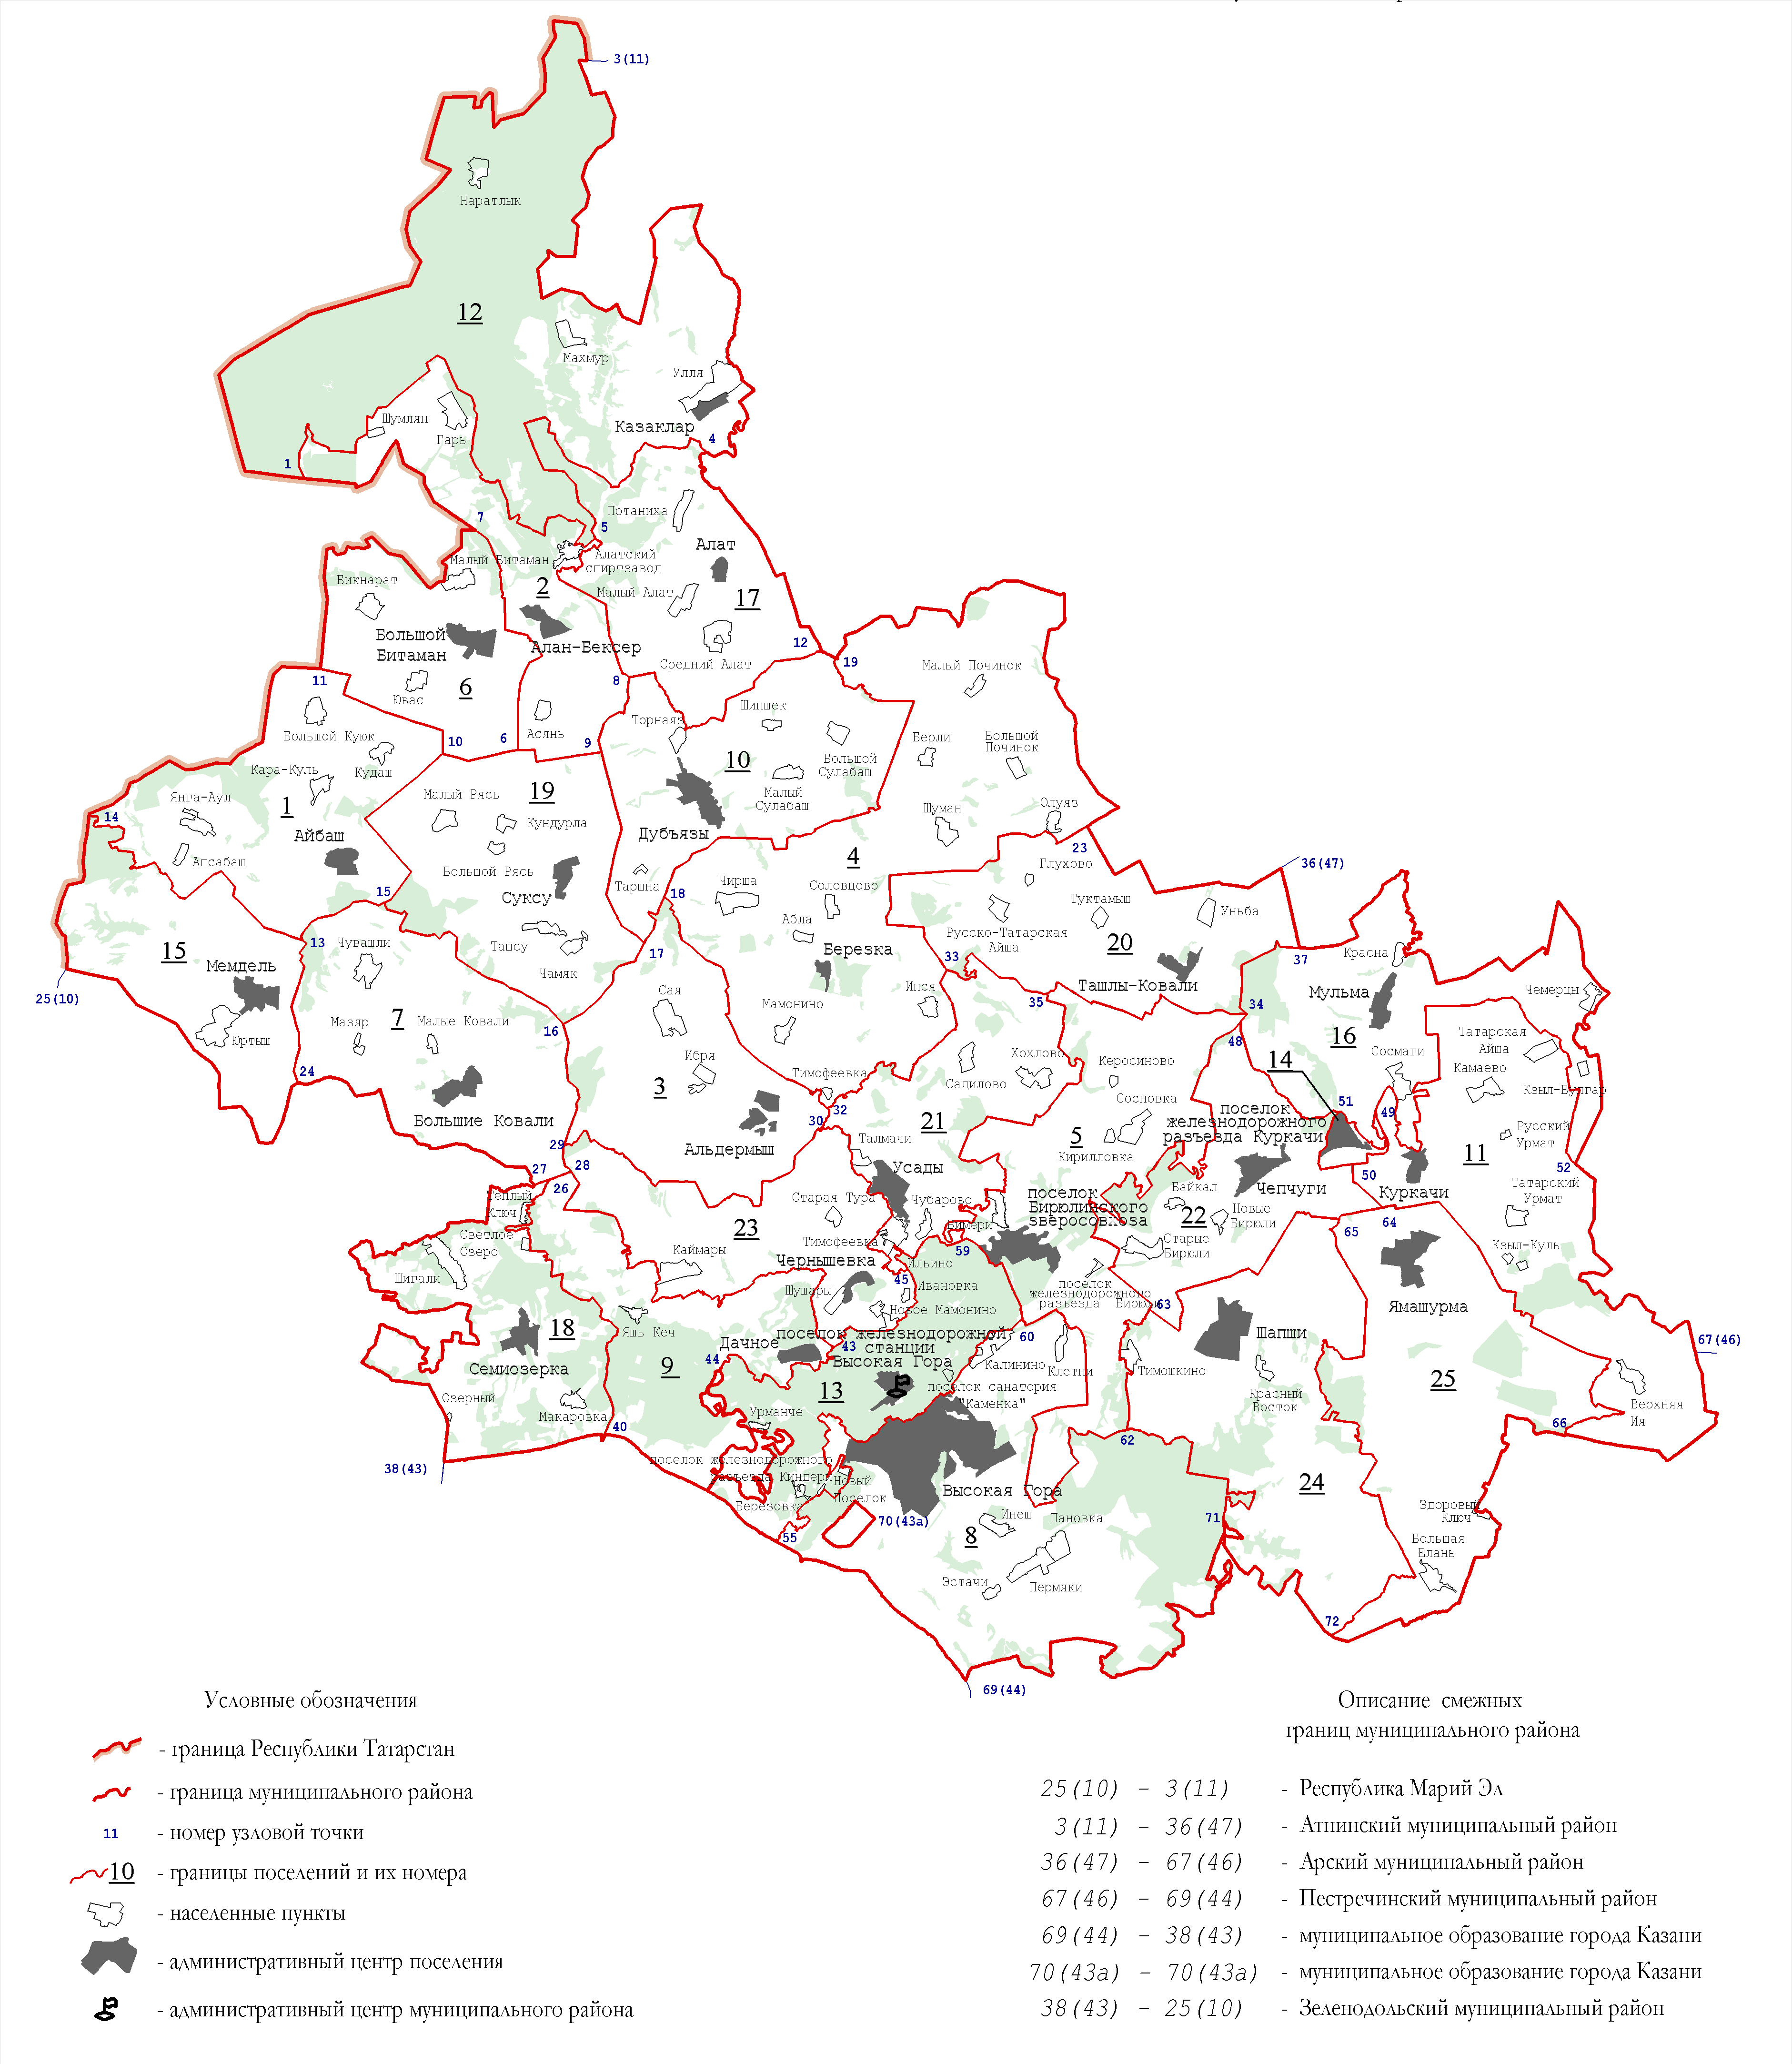 3(11)
Наратлык
12
Махмур
Улля
Казаклар
4
Шумлян
Гарь
1
7
Потаниха
5
Алат
Алатский
спиртзавод
Малый Битаман
Бикнарат
2
Малый Алат
17
Большой
Битаман
Алан-Бексер
Средний Алат
12
19
Малый Починок
11
6
Ювас
8
Торнаяз
Шипшек
Большой Куюк
10
6
Асянь
9
Берли
Большой
Починок
Кара-Куль
Кудаш
10
Большой
Сулабаш
Малый
Сулабаш
Янга-Аул
1
19
Малый Рясь
Кундурла
14
Айбаш
Дубъязы
Шуман
Олуяз
23
Апсабаш
4
Глухово
36(47)
Большой Рясь
15
Суксу
Таршна
18
Чирша
Соловцово
Туктамыш
Уньба
Абла
15
13
Чувашли
Ташсу
17
Березка
Русско-Татарская
Айша
20
33
37
Красна
Мемдель
Чамяк
25(10)
Сая
Инся
35
Ташлы-Ковали
Мульма
Чемерцы
Мамонино
34
7
16
Мазяр
Малые Ковали
Юртыш
48
16
Татарская
Айша
Ибря
Хохлово
Керосиново
14
Сосмаги
Камаево
24
3
Тимофеевка
Садилово
Кзыл-Булгар
Сосновка
51
32
30
21
поселок
железнодорожного
разъезда Куркачи
49
Большие Ковали
Русский
Урмат
Талмачи
5
29
Альдермыш
Кирилловка
11
Усады
50
52
27
28
26
Чепчуги
Куркачи
Татарский
Урмат
Теплый
Ключ
Старая Тура
Чубарово
поселок
Бирюлинского
зверосовхоза
Байкал
22
Новые
Бирюли
23
Бимери
65
64
Светлое
Озеро
Тимофеевка
59
Старые
Бирюли
Кзыл-Куль
Каймары
Чернышевка
Ильино
Шигали
45
Ивановка
поселок
железнодорожного
разъезда Бирюли
63
Шушары
Новое Мамонино
Ямашурма
18
Яшь Кеч
Дачное
поселок железнодорожной
станции
Высокая Гора
60
Шапши
67(46)
Семиозерка
9
44
43
Калинино
Клетни
Тимошкино
13
поселок санатория
"Каменка"
Красный
Восток
25
Озерный
Макаровка
Урманче
Верхняя
Ия
40
62
66
38(43)
поселок железнодорожного
разъезда Киндери
Новый
Поселок
24
Высокая Гора
Березовка
Здоровый
Ключ
70(43а)
Инеш
Пановка
71
55
8
Большая
Елань
Эстачи
Пермяки
72
69(44)
Условные обозначения
- граница Республики Татарстан
- граница муниципального района
11 - номер узловой точки
10 - границы поселений и их номера
- населенные пункты
- административный центр поселения
- административный центр муниципального района
Описание смежных
границ муниципального района
25(10) – 3(11) - Республика Марий Эл
3(11) – 36(47) - Атнинский муниципальный район
36(47) – 67(46) - Арский муниципальный район
67(46) – 69(44) - Пестречинский муниципальный район
69(44) – 38(43) - муниципальное образование города Казани
70(43а) – 70(43а) - муниципальное образование города Казани
38(43) – 25(10) - Зеленодольский муниципальный район